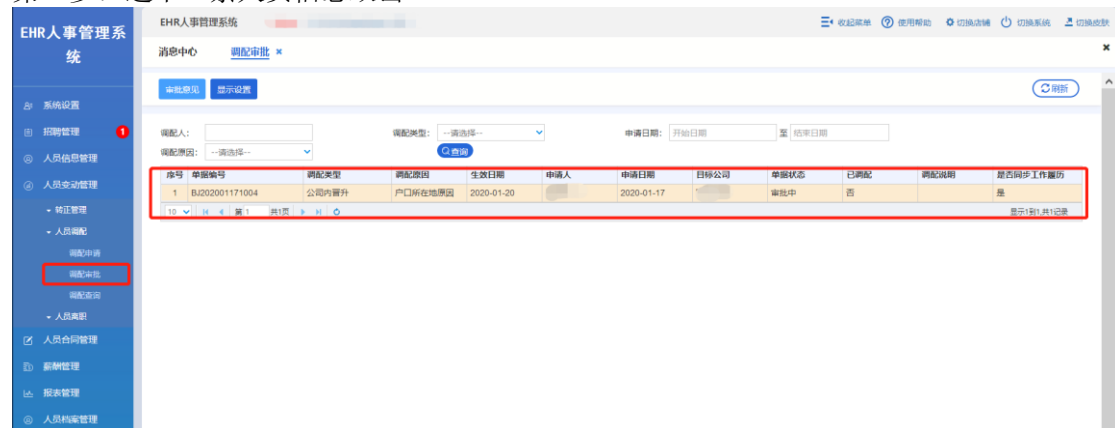 EHR人事管理系统
系统设置
招聘管理 1
人员信息管理
人员变动管理
转正管理
人员调配
调配申请
调配审批
调配查询
人员离职
人员合同管理
薪酬管理
报表管理
人员档案管理
EHR人事管理系统
收起菜单 使用帮助 切换店铺 切换系统 切换皮肤
消息中心 调配审批 ×
×
审批意见 显示设置 刷新
调配人: 调配类型: --请选择-- 申请日期: 开始日期 至 结束日期
调配原因: --请选择-- 查询
序号 单据编号 调配类型 调配原因 生效日期 申请人 申请日期 目标公司 单据状态 已调配 调配说明 是否同步工作履历
1 BJ202001171004 公司内晋升 户口所在地原因 2020-01-20 2020-01-17 审批中 否 是
10 第 1 共1页 显示1到1,共1记录